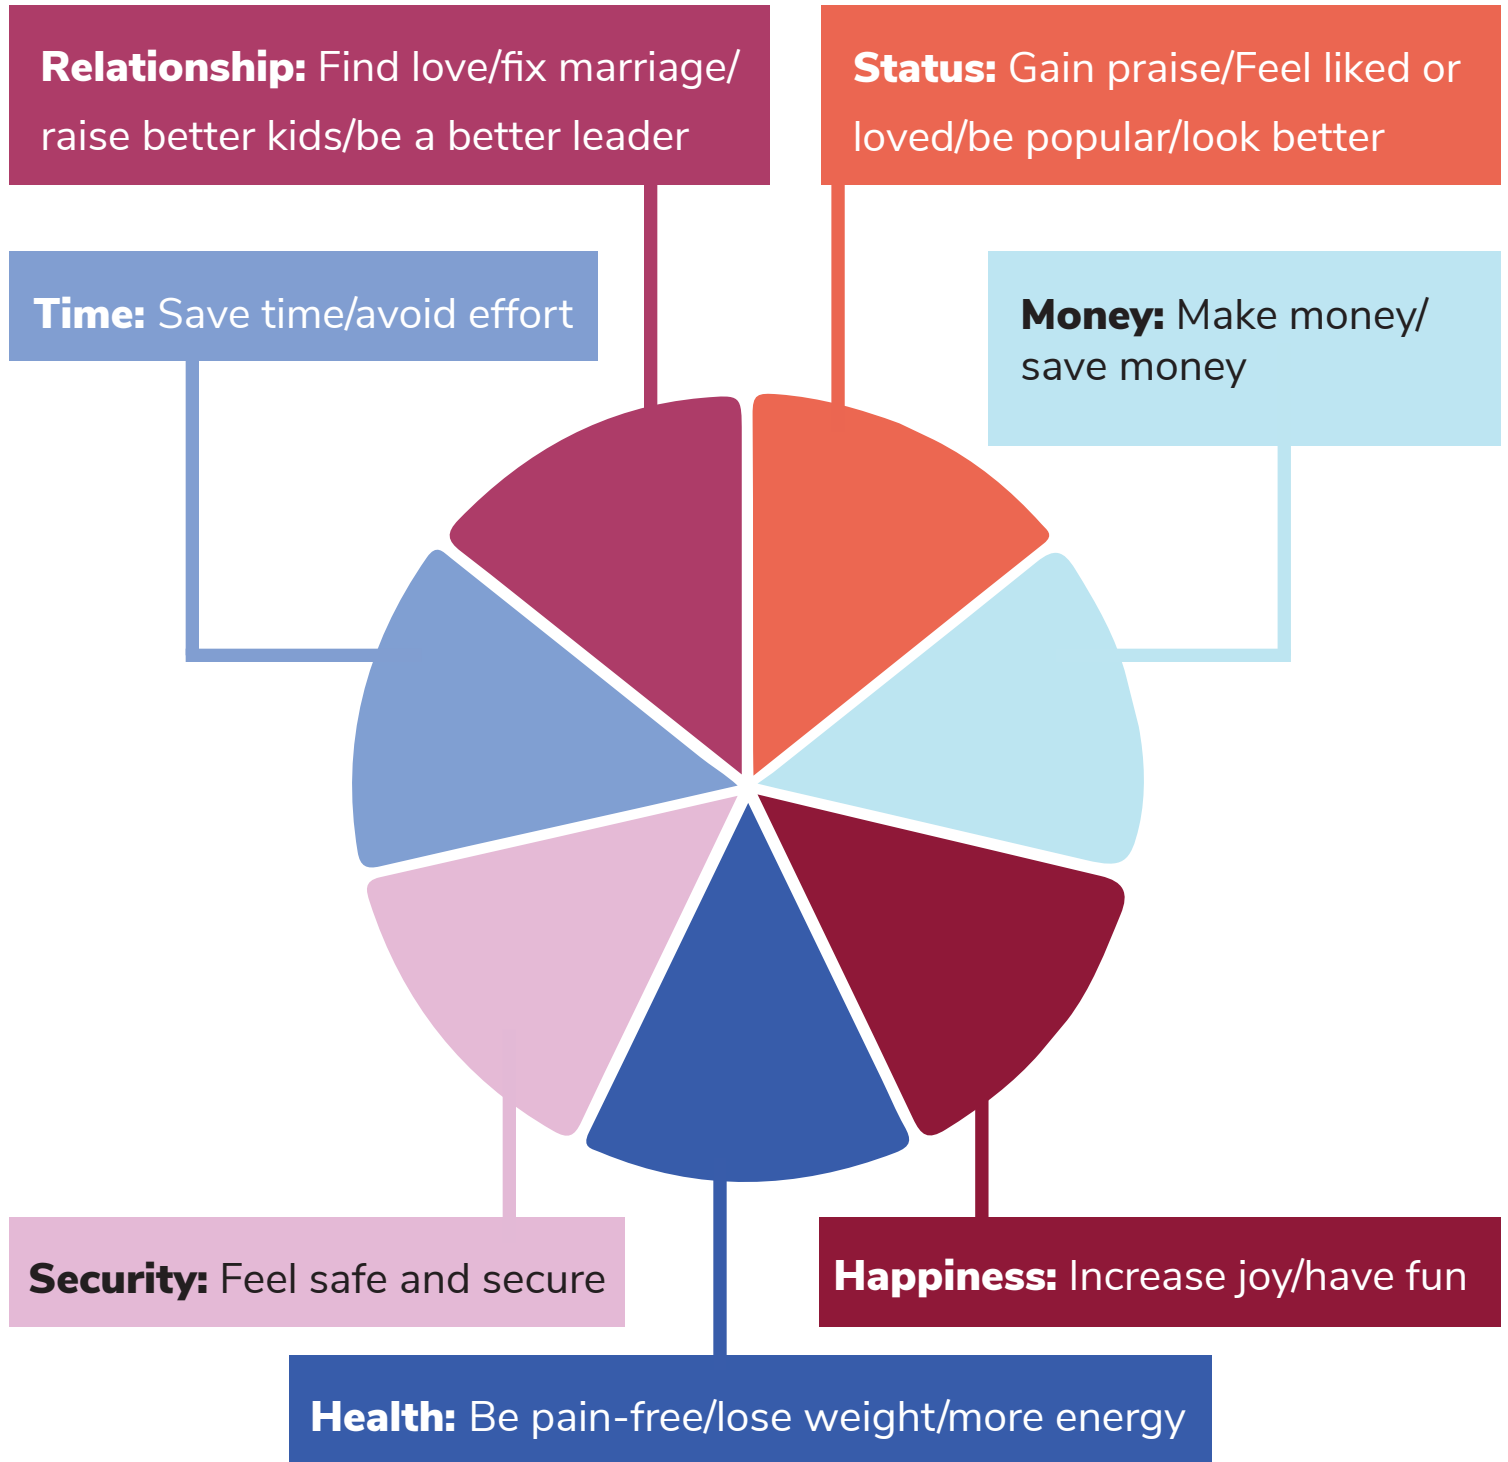 Relationship: Find love/fix marriage/
raise better kids/be a better leader
Status: Gain praise/Feel liked or
loved/be popular/look better
Time: Save time/avoid effort
Money: Make money/
save money
Security: Feel safe and secure
Happiness: Increase joy/have fun
Health: Be pain-free/lose weight/more energy